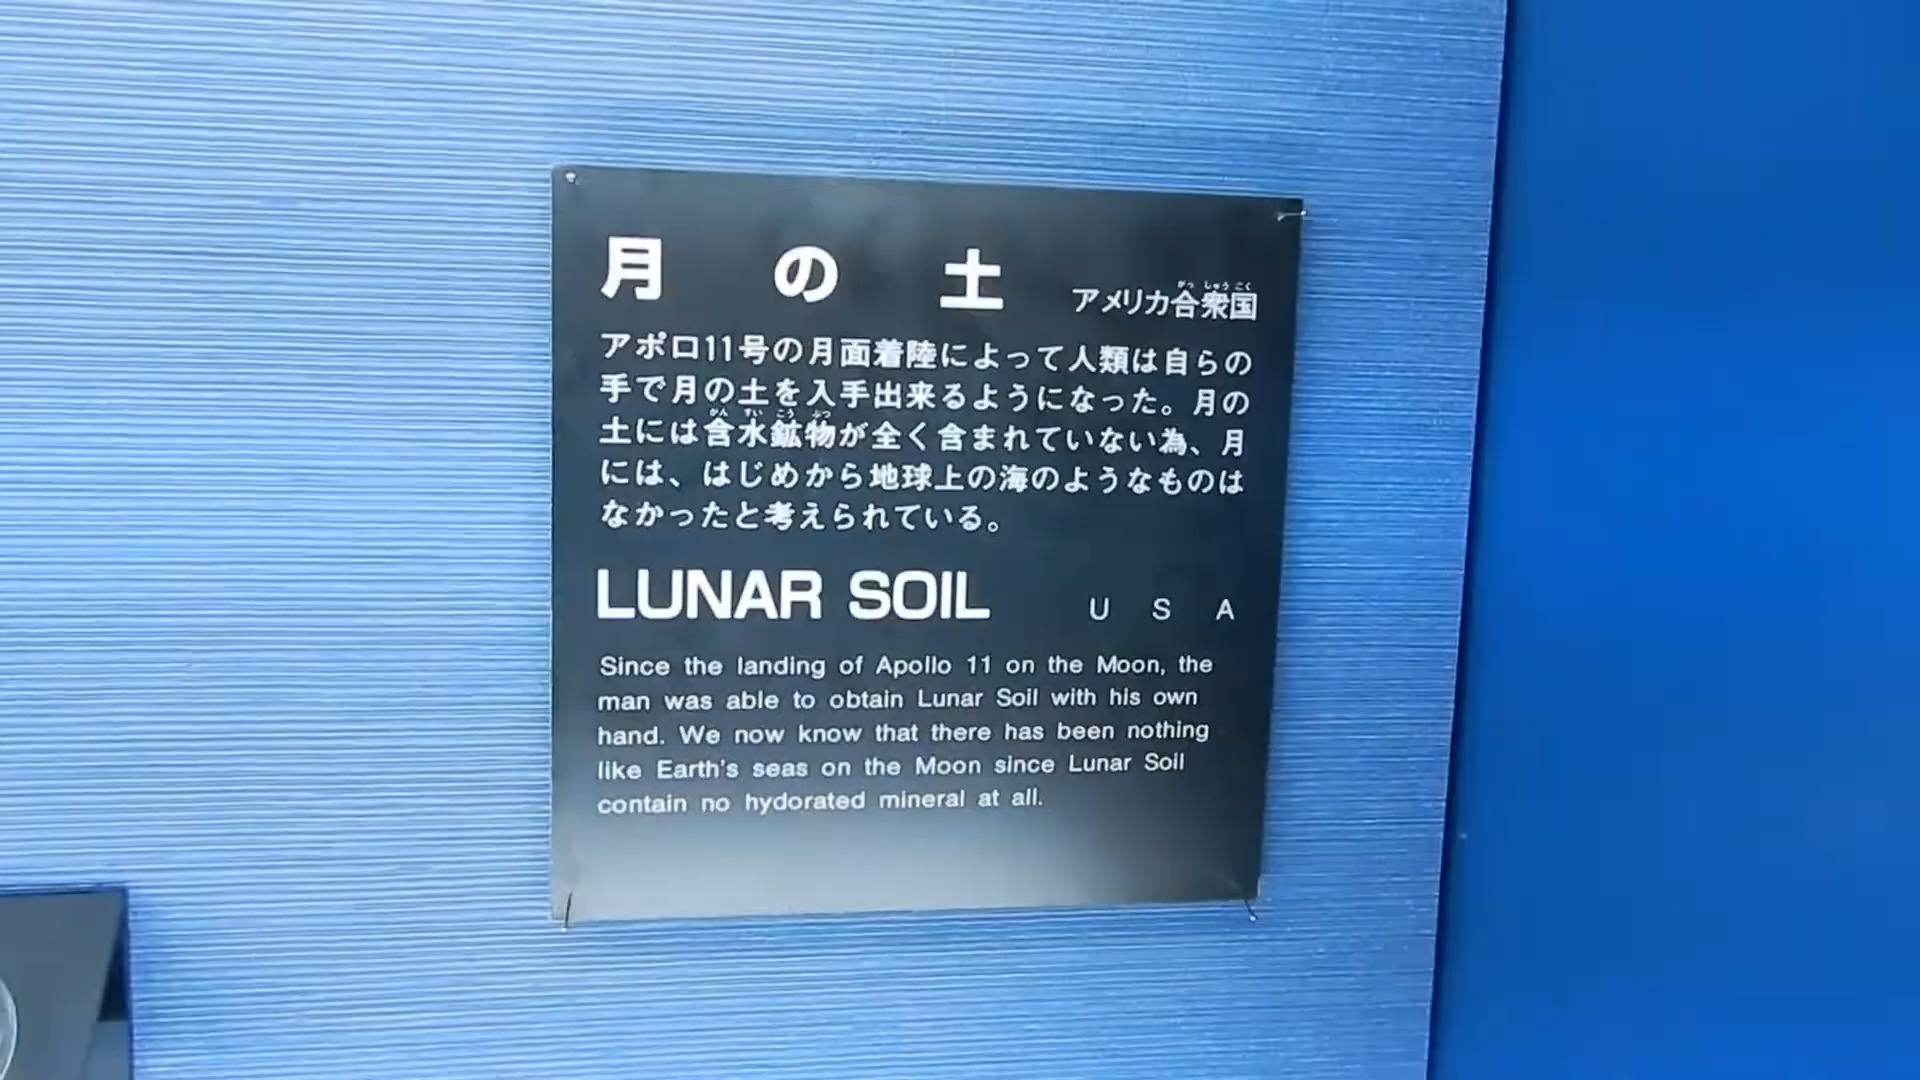 月の土 アメリカ合衆国
アポロ11号の月面着陸によって人類は自らの
手で月の土を入手出来るようになった。月の
土には含水鉱物が全く含まれていない為、月
には、はじめから地球上の海のようなものは
なかったと考えられている。
LUNAR SOIL U S A
Since the landing of Apollo 11 on the Moon, the
man was able to obtain Lunar Soil with his own
hand. We now know that there has been nothing
like Earth's seas on the Moon since Lunar Soil
contain no hydorated mineral at all.